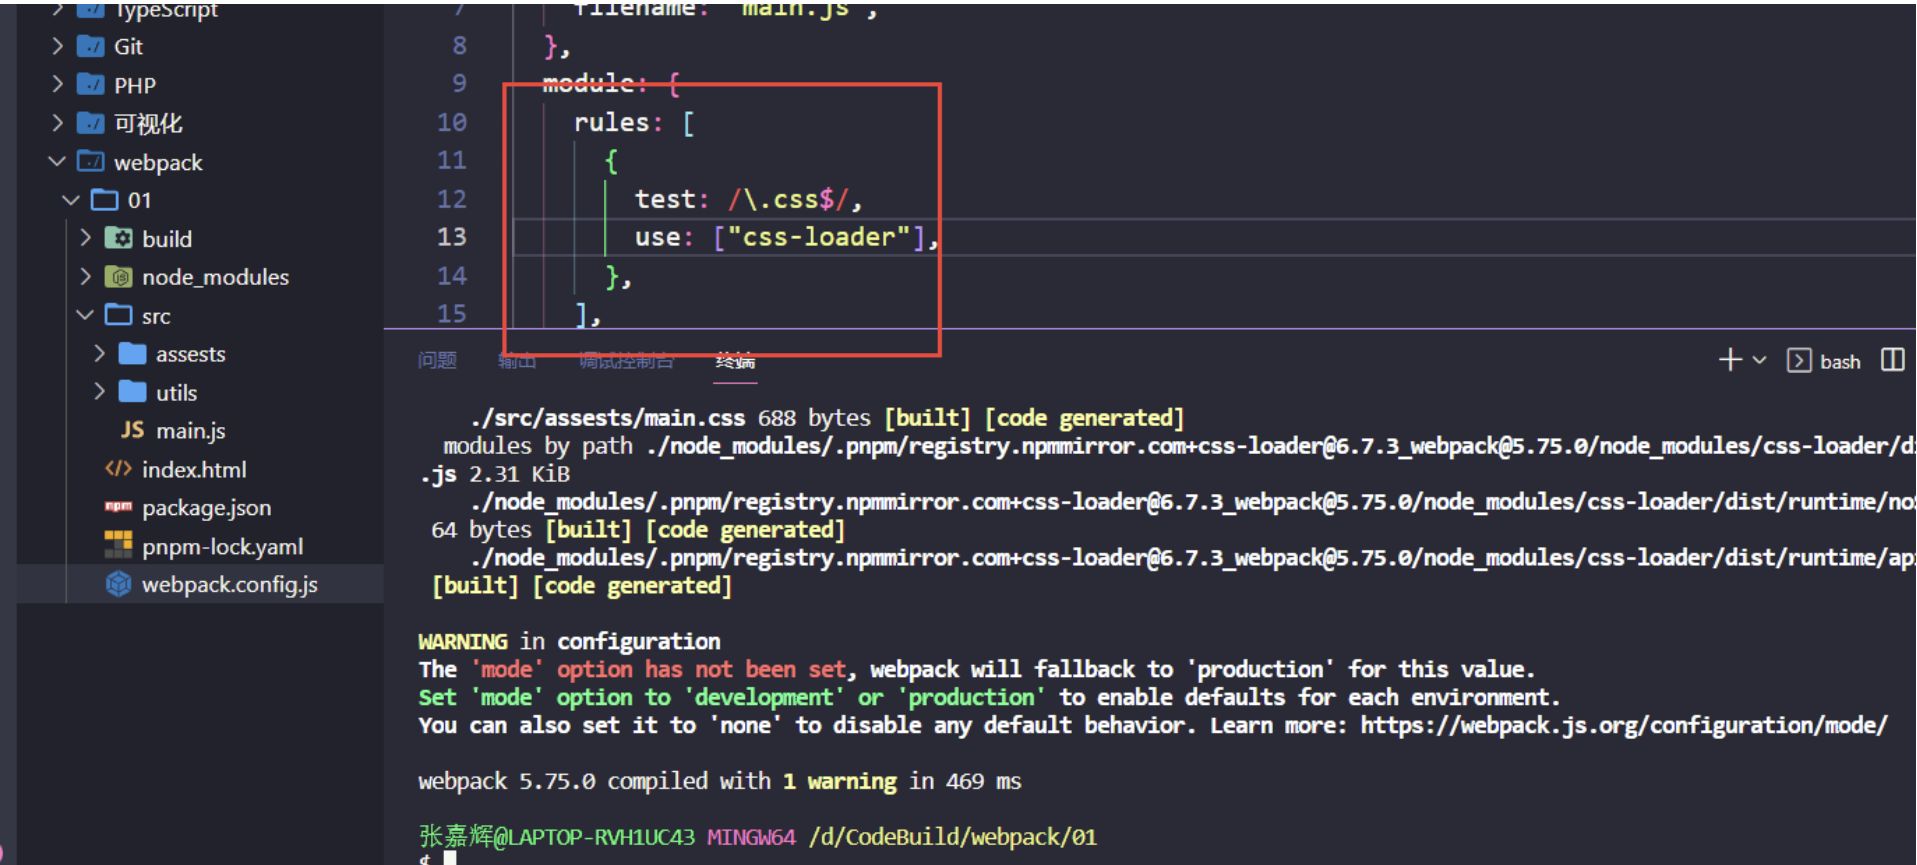 TypeScript
Git
PHP
可视化
webpack
01
build
node_modules
src
assests
utils
JS main.js
index.html
npm package.json
pnpm-lock.yaml
webpack.config.js
7 filename: "main.js",
8 },
9 module: {
10 rules: [
11 {
12 test: /\.css$/,
13 use: ["css-loader"],
14 },
15 ],
问题 输出 调试控制台 终端
bash
./src/assests/main.css 688 bytes [built] [code generated]
modules by path ./node_modules/.pnpm/registry.npmmirror.com+css-loader@6.7.3_webpack@5.75.0/node_modules/css-loader/di
.js 2.31 KiB
./node_modules/.pnpm/registry.npmmirror.com+css-loader@6.7.3_webpack@5.75.0/node_modules/css-loader/dist/runtime/noS
64 bytes [built] [code generated]
./node_modules/.pnpm/registry.npmmirror.com+css-loader@6.7.3_webpack@5.75.0/node_modules/css-loader/dist/runtime/api
[built] [code generated]
WARNING in configuration
The 'mode' option has not been set, webpack will fallback to 'production' for this value.
Set 'mode' option to 'development' or 'production' to enable defaults for each environment.
You can also set it to 'none' to disable any default behavior. Learn more: https://webpack.js.org/configuration/mode/
webpack 5.75.0 compiled with 1 warning in 469 ms
张嘉辉@LAPTOP-RVH1UC43 MINGW64 /d/CodeBuild/webpack/01
$